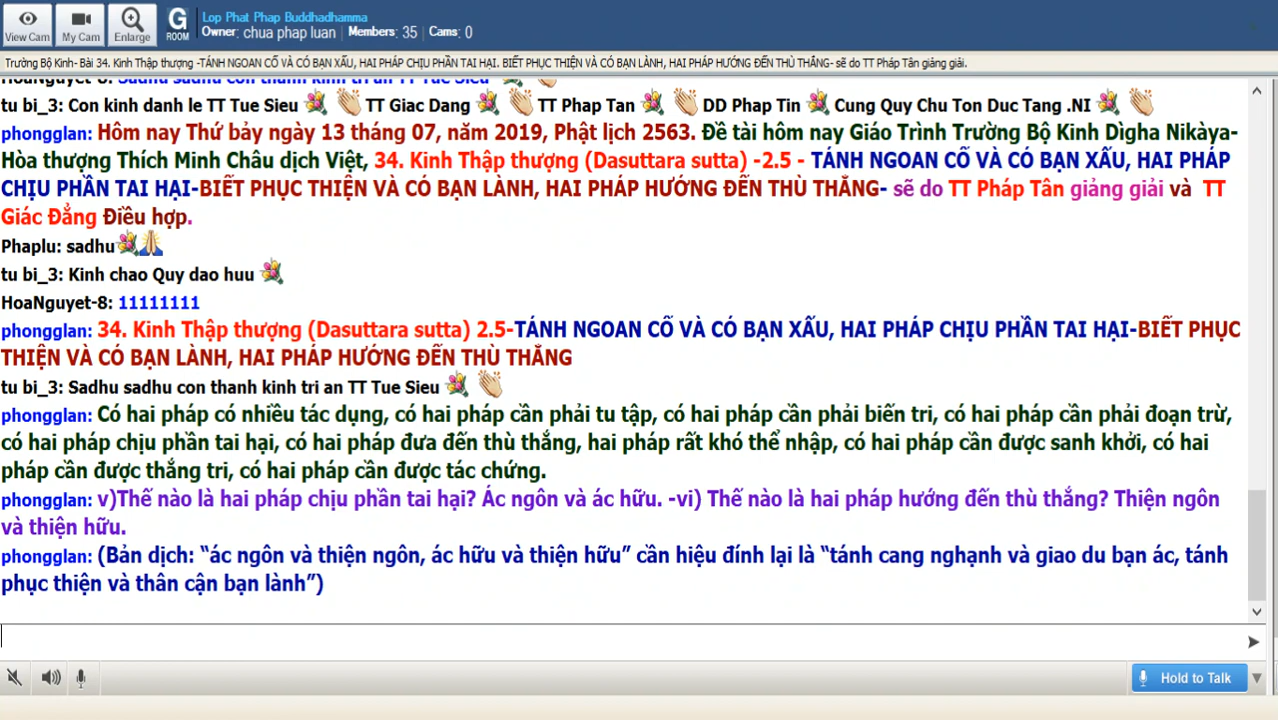 Lop Phat Phap Buddhadhamma
G ROOM
Owner: chua phap luan | Members: 35 | Cams: 0
View Cam My Cam Enlarge
Trường Bộ Kinh- Bài 34. Kinh Thập thượng -TÁNH NGOAN CỐ VÀ CÓ BẠN XẤU, HAI PHÁP CHỊU PHẦN TAI HẠI. BIẾT PHỤC THIỆN VÀ CÓ BẠN LÀNH, HAI PHÁP HƯỚNG ĐẾN THÙ THẮNG- sẽ do TT Pháp Tân giảng giải.
HoaNguyet-8: Sadhu sadhu con thanh kinh tri an TT Tue Sieu
tu bi_3: Con kinh danh le TT Tue Sieu TT Giac Dang TT Phap Tan DD Phap Tin Cung Quy Chu Ton Duc Tang .NI
phongglan: Hôm nay Thứ bảy ngày 13 tháng 07, năm 2019, Phật lịch 2563. Đề tài hôm nay Giáo Trình Trường Bộ Kinh Dìgha Nikàya-
Hòa thượng Thích Minh Châu dịch Việt, 34. Kinh Thập thượng (Dasuttara sutta) -2.5 - TÁNH NGOAN CỐ VÀ CÓ BẠN XẤU, HAI PHÁP
CHỊU PHẦN TAI HẠI-BIẾT PHỤC THIỆN VÀ CÓ BẠN LÀNH, HAI PHÁP HƯỚNG ĐẾN THÙ THẮNG- sẽ do TT Pháp Tân giảng giải và TT
Giác Đẳng Điều hợp.
Phaplu: sadhu
tu bi_3: Kinh chao Quy dao huu
HoaNguyet-8: 11111111
phongglan: 34. Kinh Thập thượng (Dasuttara sutta) 2.5-TÁNH NGOAN CỐ VÀ CÓ BẠN XẤU, HAI PHÁP CHỊU PHẦN TAI HẠI-BIẾT PHỤC
THIỆN VÀ CÓ BẠN LÀNH, HAI PHÁP HƯỚNG ĐẾN THÙ THẮNG
tu bi_3: Sadhu sadhu con thanh kinh tri an TT Tue Sieu
phongglan: Có hai pháp có nhiều tác dụng, có hai pháp cần phải tu tập, có hai pháp cần phải biến tri, có hai pháp cần phải đoạn trừ,
có hai pháp chịu phần tai hại, có hai pháp đưa đến thù thắng, hai pháp rất khó thể nhập, có hai pháp cần được sanh khởi, có hai
pháp cần được thắng tri, có hai pháp cần được tác chứng.
phongglan: v)Thế nào là hai pháp chịu phần tai hại? Ác ngôn và ác hữu. -vi) Thế nào là hai pháp hướng đến thù thắng? Thiện ngôn
và thiện hữu.
phongglan: (Bản dịch: “ác ngôn và thiện ngôn, ác hữu và thiện hữu” cần hiệu đính lại là “tánh cang nghạnh và giao du bạn ác, tánh
phục thiện và thân cận bạn lành”)
Hold to Talk